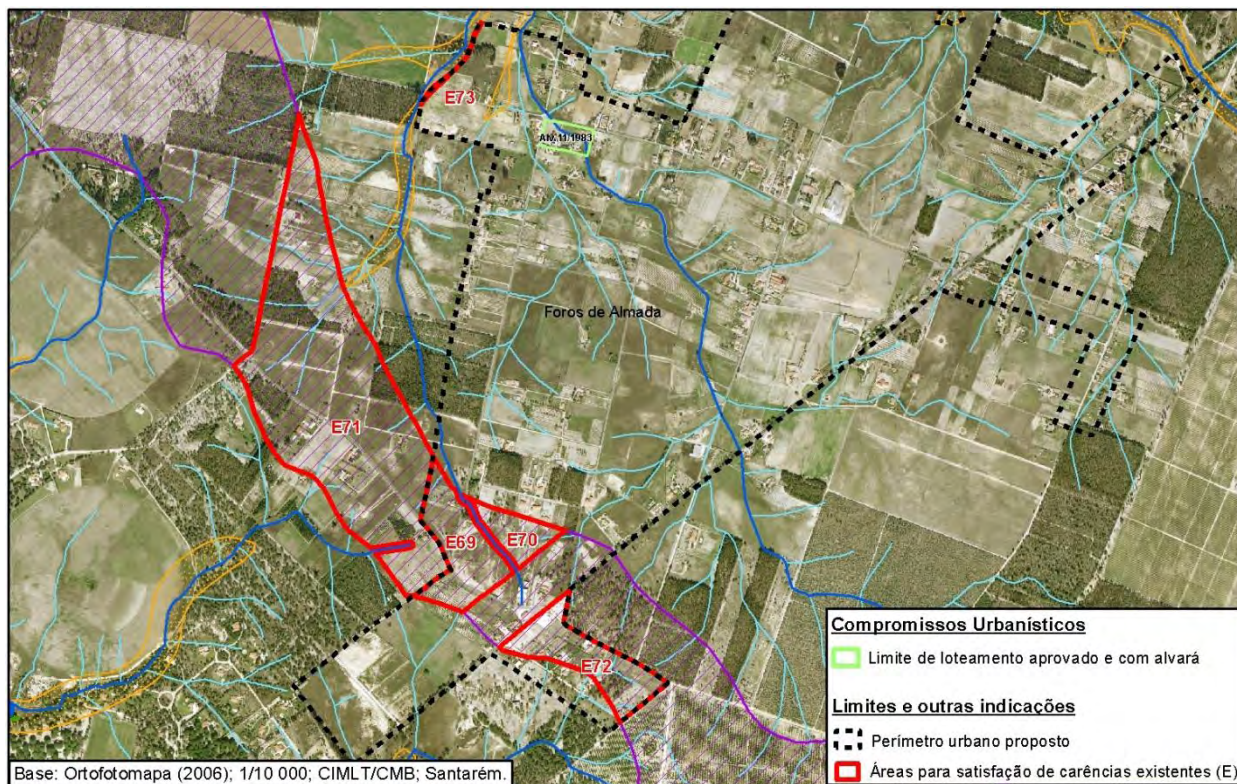 E73
Alv.11/1983
Foros de Almada
E71
E69
E70
E72
Compromissos Urbanísticos
Limite de loteamento aprovado e com alvará
Limites e outras indicações
Perímetro urbano proposto
Áreas para satisfação de carências existentes (E)
Base: Ortofotomapa (2006); 1/10 000; CIMLT/CMB; Santarém.